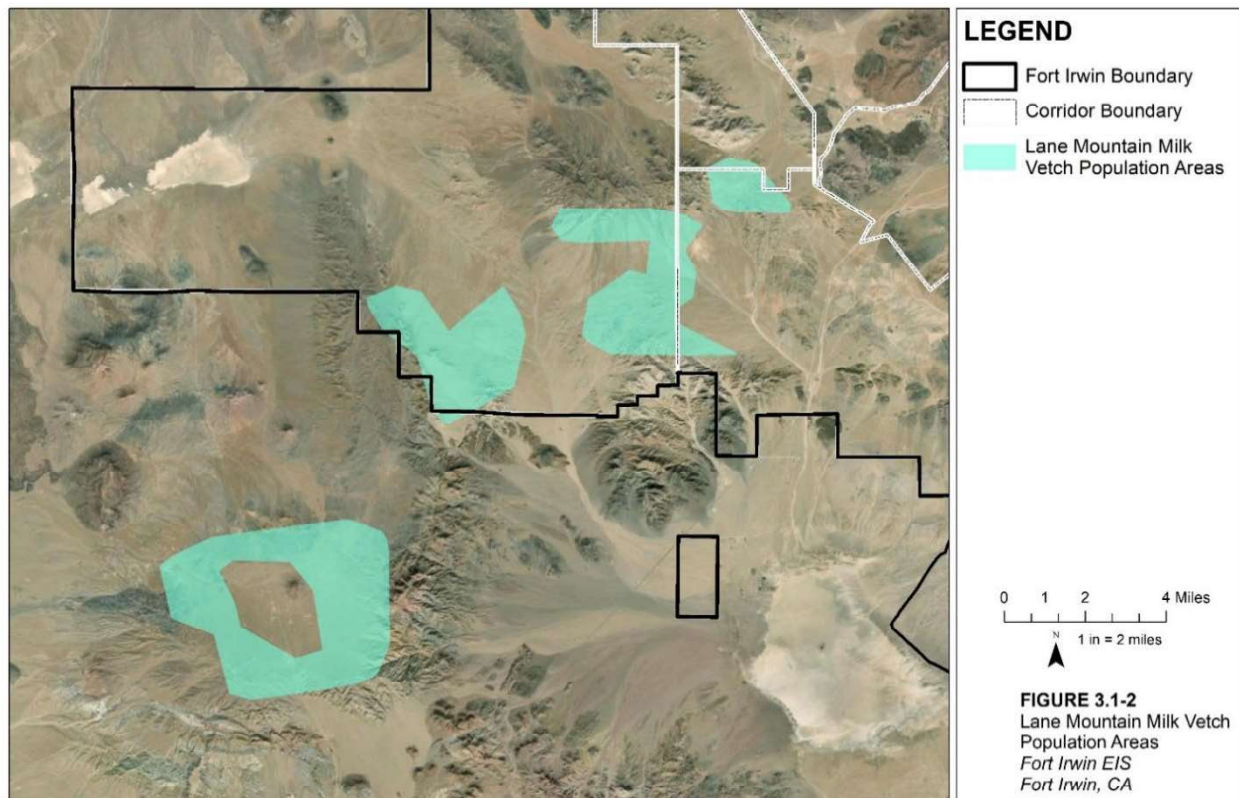 LEGEND
Fort Irwin Boundary
Corridor Boundary
Lane Mountain Milk
Vetch Population Areas
0 1 2 4 Miles
N
1 in = 2 miles
FIGURE 3.1-2
Lane Mountain Milk Vetch
Population Areas
Fort Irwin EIS
Fort Irwin, CA